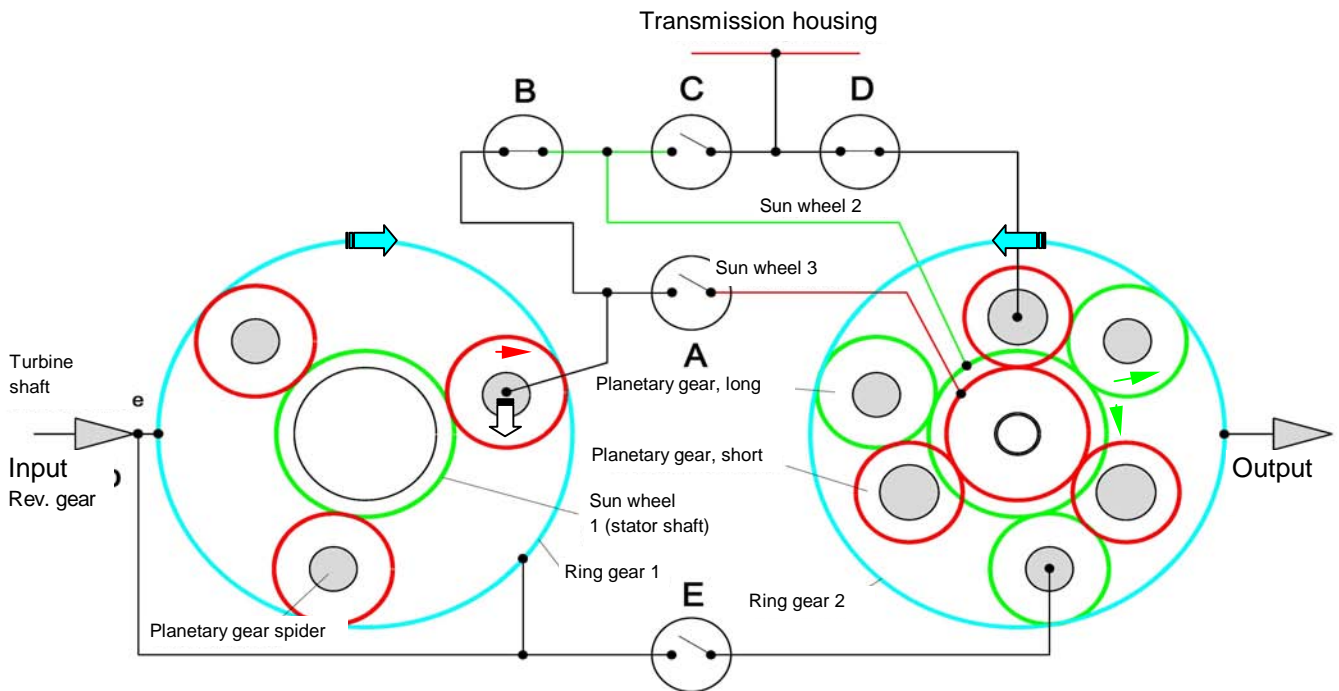 Transmission housing
B
C
D
Sun wheel 2
Sun wheel 3
A
Turbine
shaft
e
Planetary gear, long
Planetary gear, short
Input
Rev. gear
Output
Sun wheel
1 (stator shaft)
Ring gear 1
Ring gear 2
E
Planetary gear spider